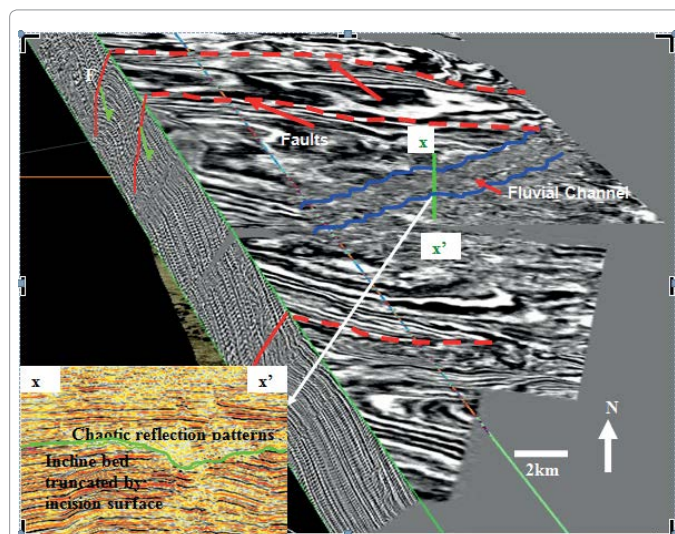 F
Faults
x
Fluvial Channel
x’
x
x’
Chaotic reflection patterns
Incline bed
truncated by
incision surface
N
2km